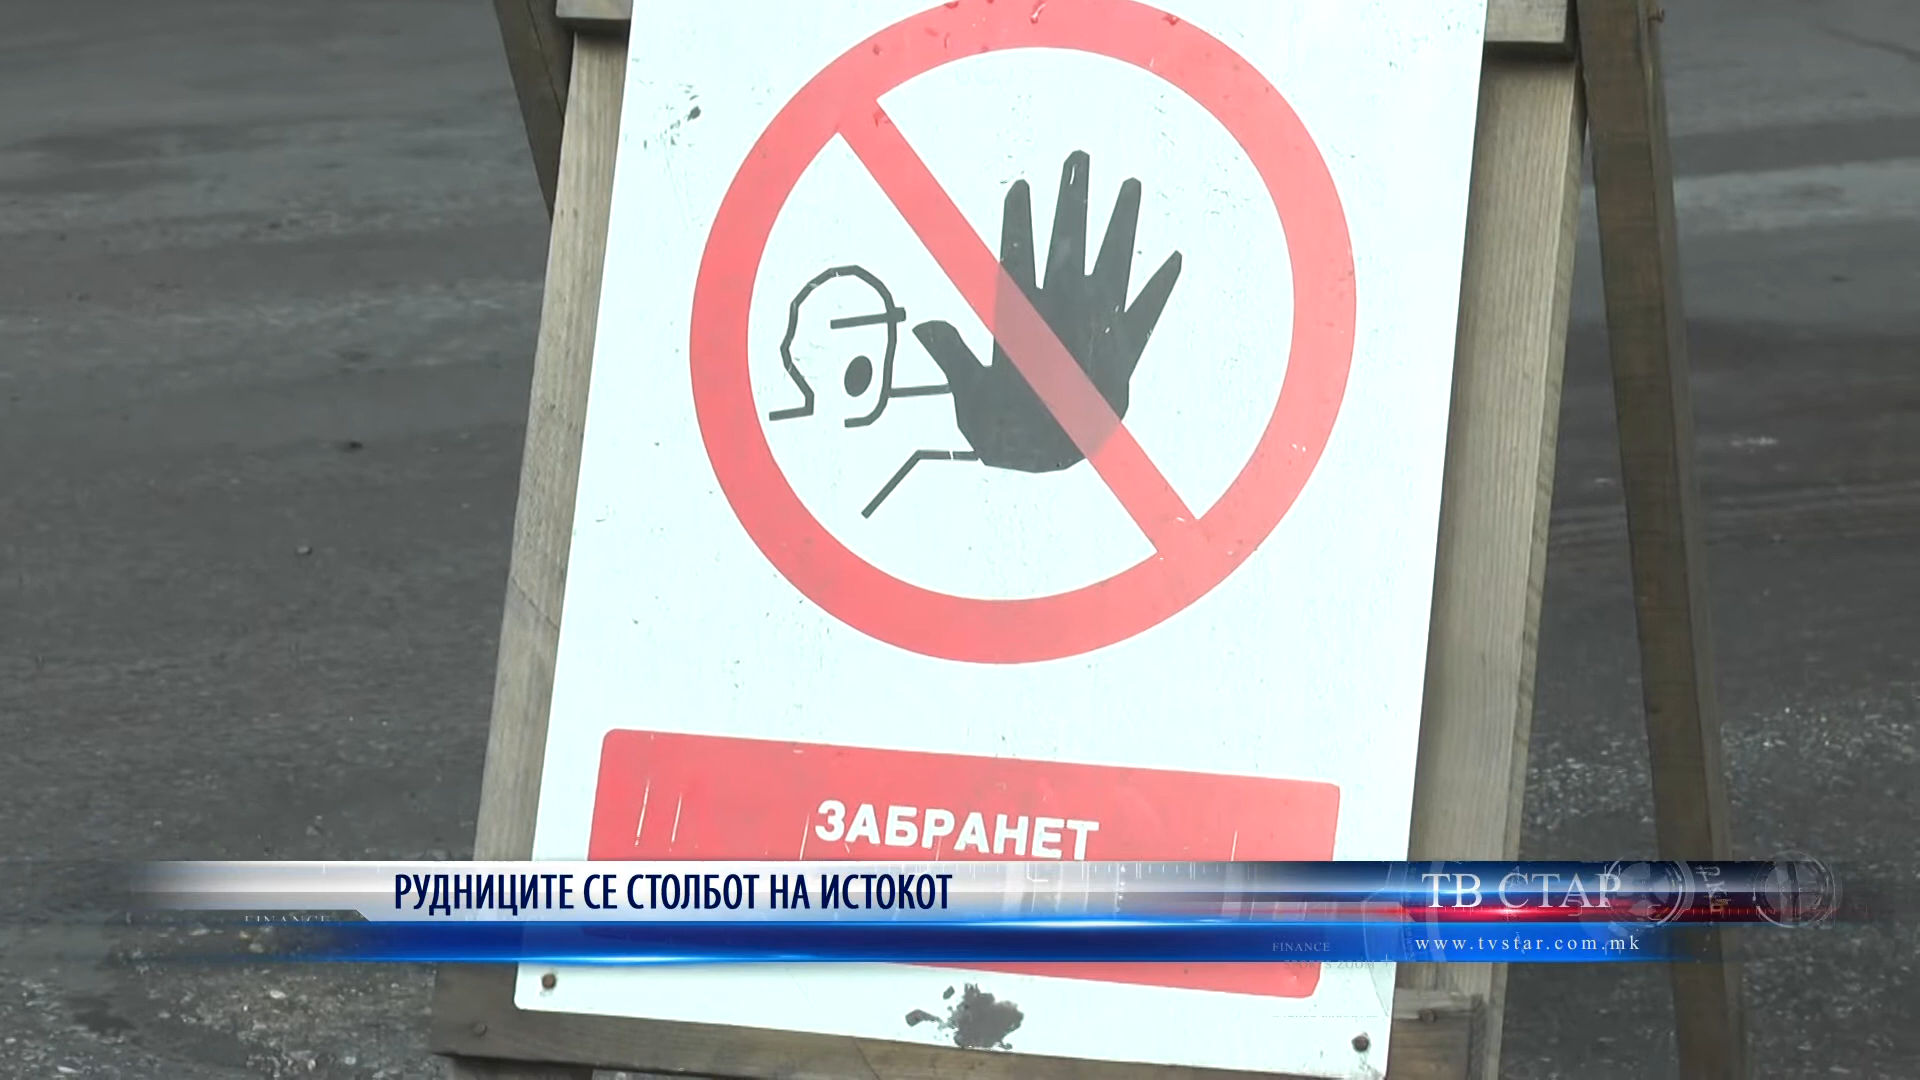 ЗАБРАНЕТ
РУДНИЦИТЕ СЕ СТОЛБОТ НА ИСТОКОТ
ТВ СТАР
FINANCE
FINANCE
www.tvstar.com.mk